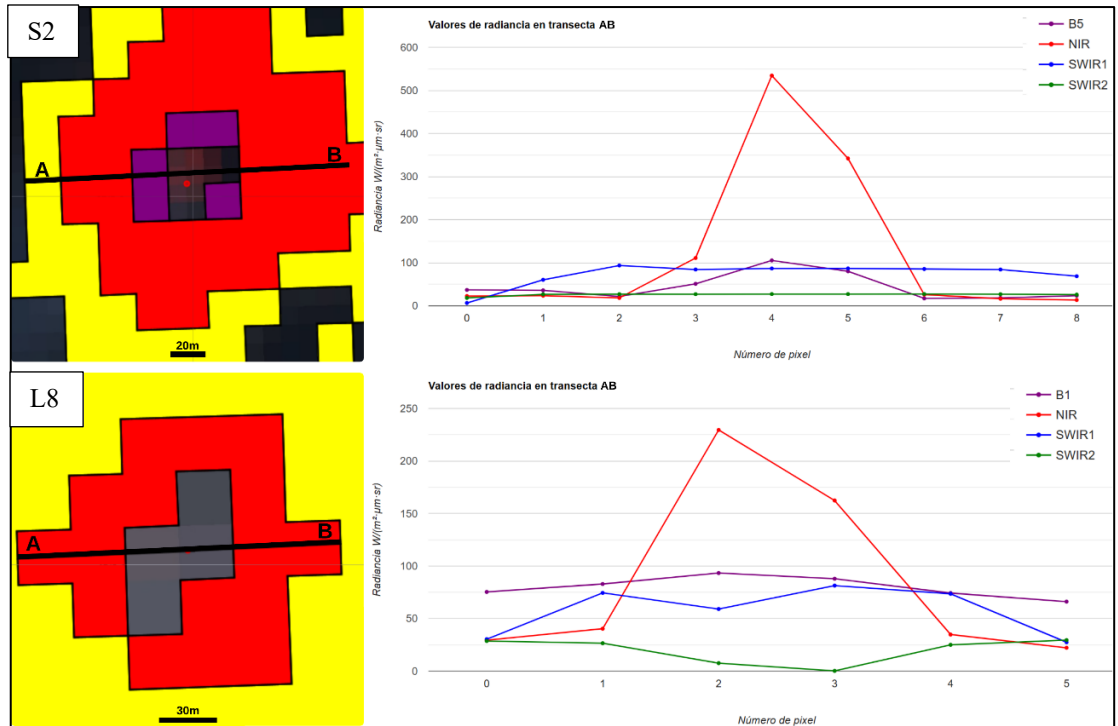 S2
A
B
20m
Valores de radiancia en transecta AB
B5
NIR
SWIR1
SWIR2
Radiancia W/(m²·μm·sr)
600
500
400
300
200
100
0
0 1 2 3 4 5 6 7 8
Número de pixel
L8
A
B
30m
Valores de radiancia en transecta AB
B1
NIR
SWIR1
SWIR2
Radiancia W/(m²·μm·sr)
250
200
150
100
50
0
0 1 2 3 4 5
Número de pixel